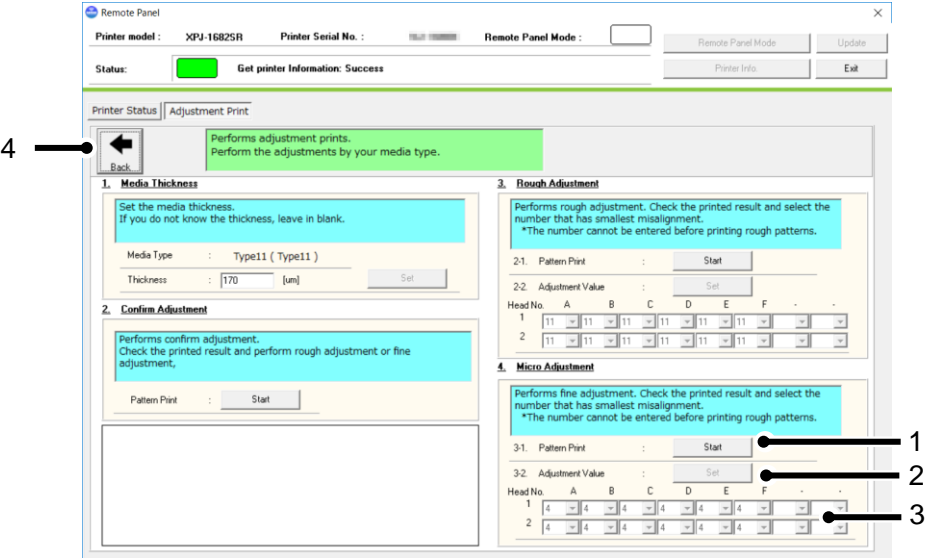 Remote Panel
Printer model : XPJ-1682SR Printer Serial No. : Remote Panel Mode :
Remote Panel Mode Update
Status: Get printer Information: Success
Printer Info. Exit
Printer Status Adjustment Print
4
Back
Performs adjustment prints.
Perform the adjustments by your media type.
1. Media Thickness
Set the media thickness.
If you do not know the thickness, leave in blank.
Media Type : Type11 ( Type11 )
Thickness : 170 [um] Set
2. Confirm Adjustment
Performs confirm adjustment.
Check the printed result and perform rough adjustment or fine
adjustment,
Pattern Print : Start
3. Rough Adjustment
Performs rough adjustment. Check the printed result and select the
number that has smallest misalignment.
*The number cannot be entered before printing rough patterns.
2-1. Pattern Print : Start
2-2. Adjustment Value : Set
Head No. A B C D E F - -
1 11 11 11 11 11 11
2 11 11 11 11 11 11
4. Micro Adjustment
Performs fine adjustment. Check the printed result and select the
number that has smallest misalignment.
*The number cannot be entered before printing rough patterns.
3-1. Pattern Print : Start
1
3-2. Adjustment Value : Set
2
Head No. A B C D E F - -
1 4 4 4 4 4 4
3
2 4 4 4 4 4 4